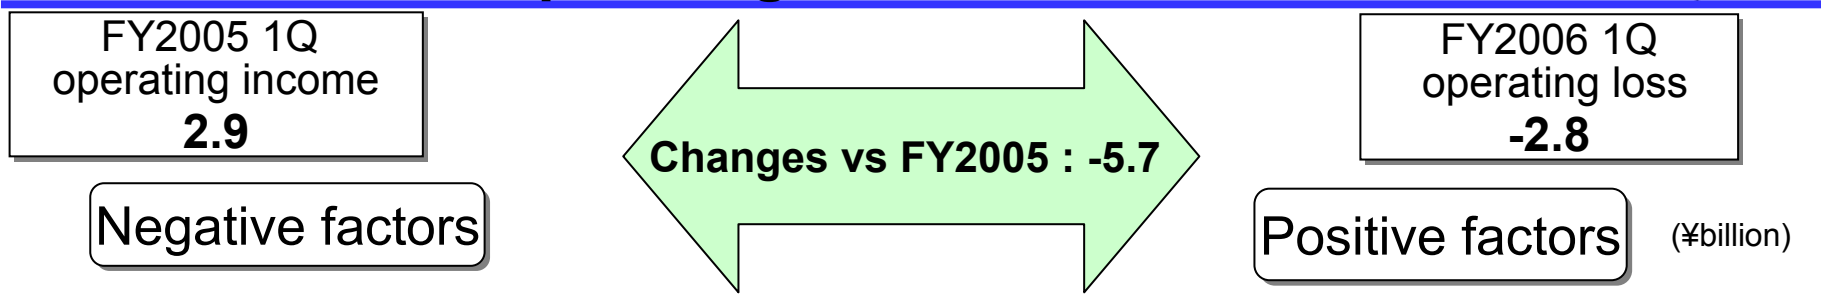 FY2005 1Q
operating income
2.9
FY2006 1Q
operating loss
-2.8
Changes vs FY2005 : -5.7
Negative factors
Positive factors
(¥billion)